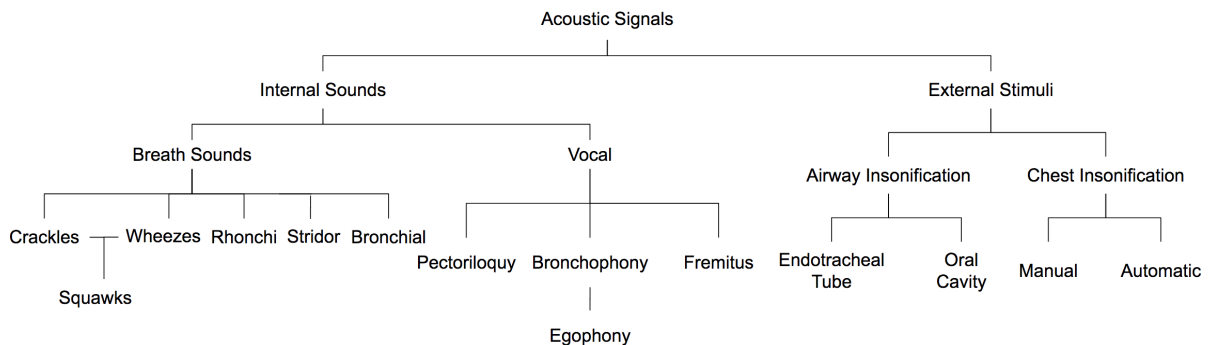 Acoustic Signals
Internal Sounds
External Stimuli
Breath Sounds
Vocal
Airway Insonification
Chest Insonification
Crackles
Wheezes
Rhonchi
Stridor
Bronchial
Squawks
Pectoriloquy
Bronchophony
Fremitus
Egophony
Endotracheal
Tube
Oral
Cavity
Manual
Automatic